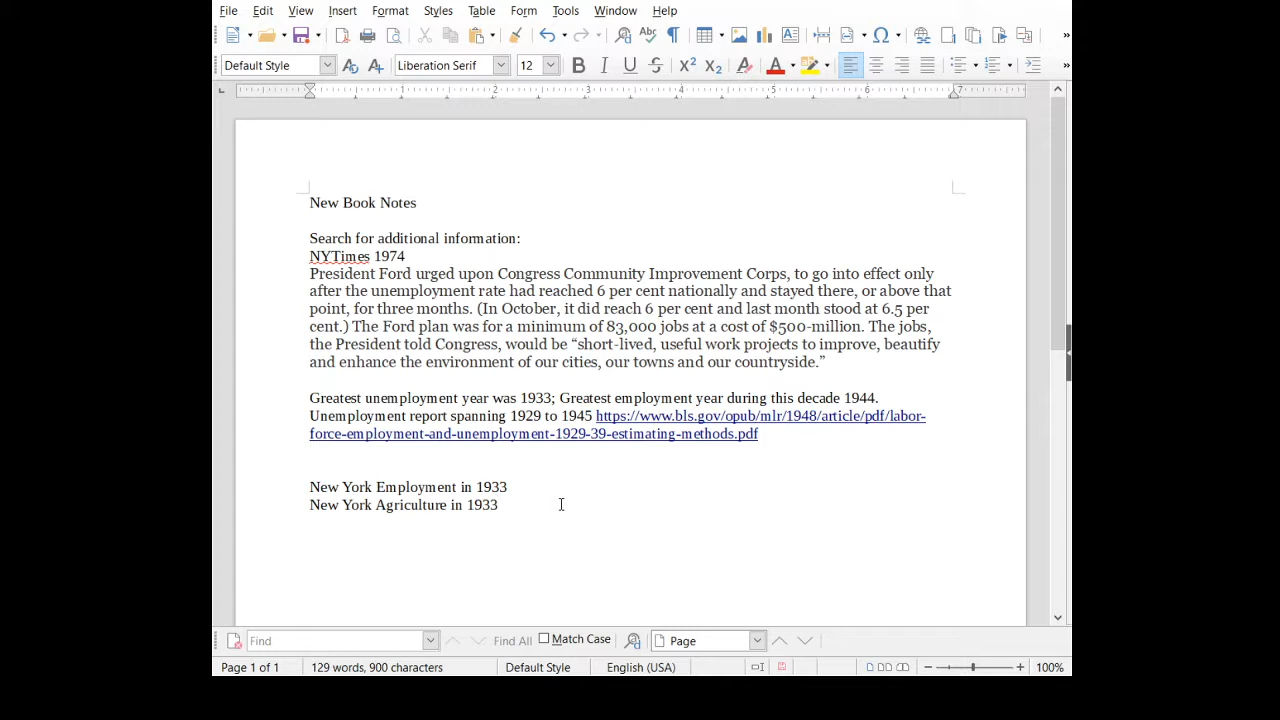 File Edit View Insert Format Styles Table Form Tools Window Help
Default Style Liberation Serif 12
1 2 3 4 5 6 7
New Book Notes
Search for additional information:
NYTimes 1974
President Ford urged upon Congress Community Improvement Corps, to go into effect only
after the unemployment rate had reached 6 per cent nationally and stayed there, or above that
point, for three months. (In October, it did reach 6 per cent and last month stood at 6.5 per
cent.) The Ford plan was for a minimum of 83,000 jobs at a cost of $500-million. The jobs,
the President told Congress, would be “short-lived, useful work projects to improve, beautify
and enhance the environment of our cities, our towns and our countryside.”
Greatest unemployment year was 1933; Greatest employment year during this decade 1944.
Unemployment report spanning 1929 to 1945 https://www.bls.gov/opub/mlr/1948/article/pdf/labor-
force-employment-and-unemployment-1929-39-estimating-methods.pdf
New York Employment in 1933
New York Agriculture in 1933
Find Find All Match Case Page
Page 1 of 1 129 words, 900 characters Default Style English (USA) 100%